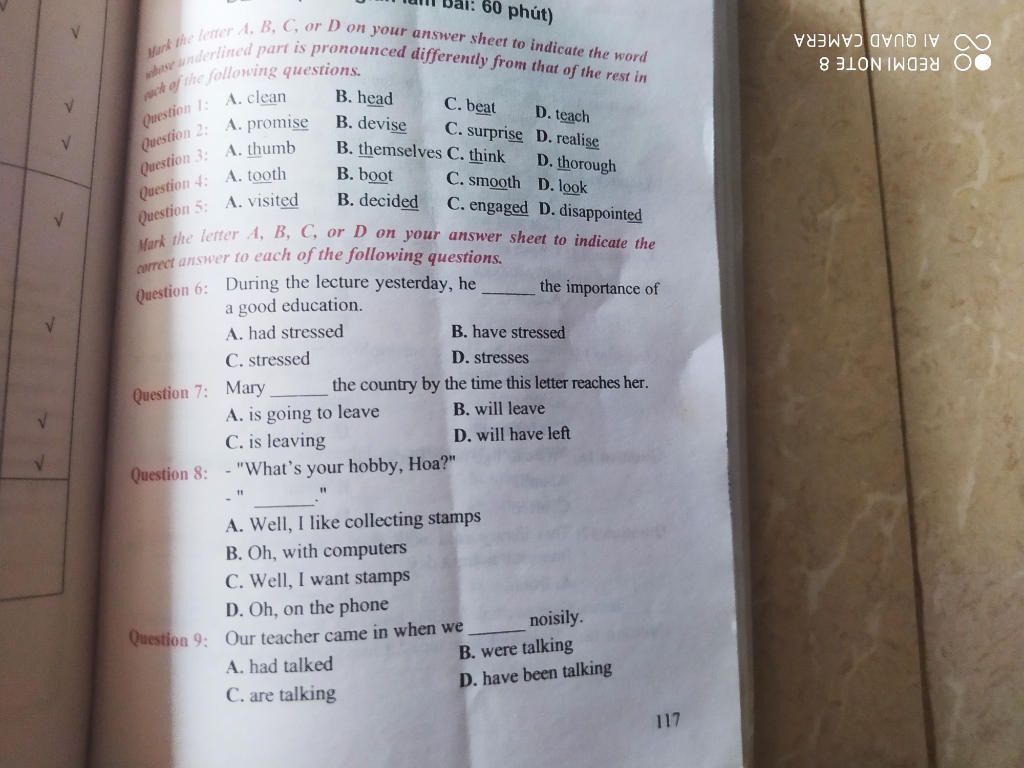 làm bài: 60 phút)
Mark the letter A, B, C, or D on your answer sheet to indicate the word
whose underlined part is pronounced differently from that of the rest in
each of the following questions.
Question 1: A. clean B. head C. beat D. teach
Question 2: A. promise B. devise C. surprise D. realise
Question 3: A. thumb B. themselves C. think D. thorough
Question 4: A. tooth B. boot C. smooth D. look
Question 5: A. visited B. decided C. engaged D. disappointed
Mark the letter A, B, C, or D on your answer sheet to indicate the
correct answer to each of the following questions.
Question 6: During the lecture yesterday, he ______ the importance of
a good education.
A. had stressed B. have stressed
C. stressed D. stresses
Question 7: Mary ______ the country by the time this letter reaches her.
A. is going to leave B. will leave
C. is leaving D. will have left
Question 8: - "What's your hobby, Hoa?"
- " ______."
A. Well, I like collecting stamps
B. Oh, with computers
C. Well, I want stamps
D. Oh, on the phone
Question 9: Our teacher came in when we ______ noisily.
A. had talked B. were talking
C. are talking D. have been talking
117
REDMI NOTE 8
AI QUAD CAMERA